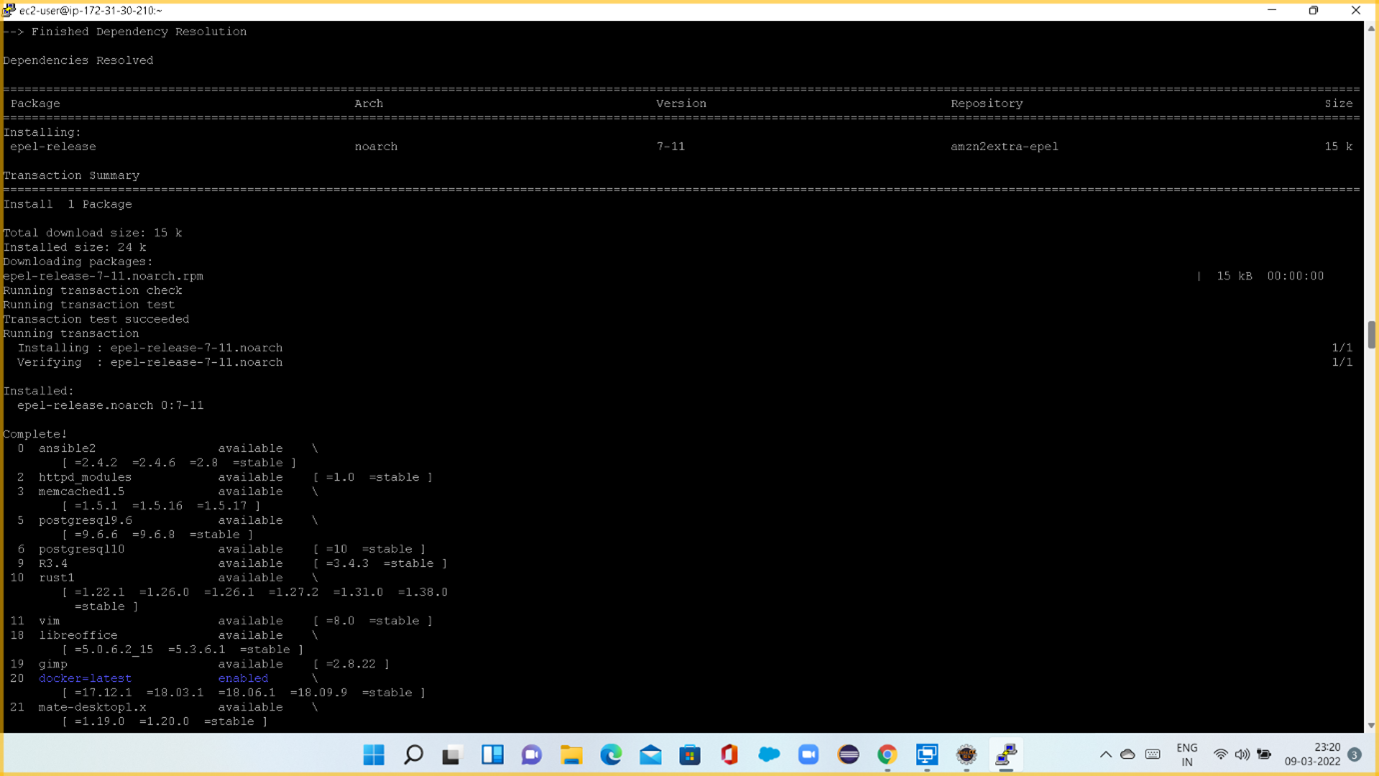 ec2-user@ip-172-31-30-210:~
--> Finished Dependency Resolution
Dependencies Resolved
================================================================================
Package Arch Version Repository Size
================================================================================
Installing:
epel-release noarch 7-11 amzn2extra-epel 15 k
Transaction Summary
================================================================================
Install 1 Package
Total download size: 15 k
Installed size: 24 k
Downloading packages:
epel-release-7-11.noarch.rpm | 15 kB 00:00:00
Running transaction check
Running transaction test
Transaction test succeeded
Running transaction
Installing : epel-release-7-11.noarch 1/1
Verifying : epel-release-7-11.noarch 1/1
Installed:
epel-release.noarch 0:7-11
Complete!
0 ansible2 available \
[ =2.4.2 =2.4.6 =2.8 =stable ]
2 httpd_modules available [ =1.0 =stable ]
3 memcached1.5 available \
[ =1.5.1 =1.5.16 =1.5.17 ]
5 postgresql9.6 available \
[ =9.6.6 =9.6.8 =stable ]
6 postgresql10 available [ =10 =stable ]
9 R3.4 available [ =3.4.3 =stable ]
10 rust1 available \
[ =1.22.1 =1.26.0 =1.26.1 =1.27.2 =1.31.0 =1.38.0
=stable ]
11 vim available [ =8.0 =stable ]
18 libreoffice available \
[ =5.0.6.2_15 =5.3.6.1 =stable ]
19 gimp available [ =2.8.22 ]
20 docker=latest enabled \
[ =17.12.1 =18.03.1 =18.06.1 =18.09.9 =stable ]
21 mate-desktop1.x available \
[ =1.19.0 =1.20.0 =stable ]
ENG
IN
23:20
09-03-2022
3